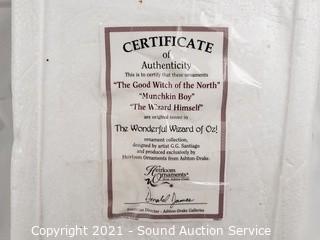 CERTIFICATE
of
Authenticity
This is to certify that these ornaments
"The Good Witch of the North"
"Munchkin Boy"
"The Wizard Himself"
are original issues in
The Wonderful Wizard of Oz!
ornament collection,
designed by artist G.G. Santiago
and produced exclusively by
Heirloom Ornaments from Ashton-Drake.
Heirloom
Ornaments
Director - Ashton-Drake Galleries
Copyright 2021 - Sound Auction Service